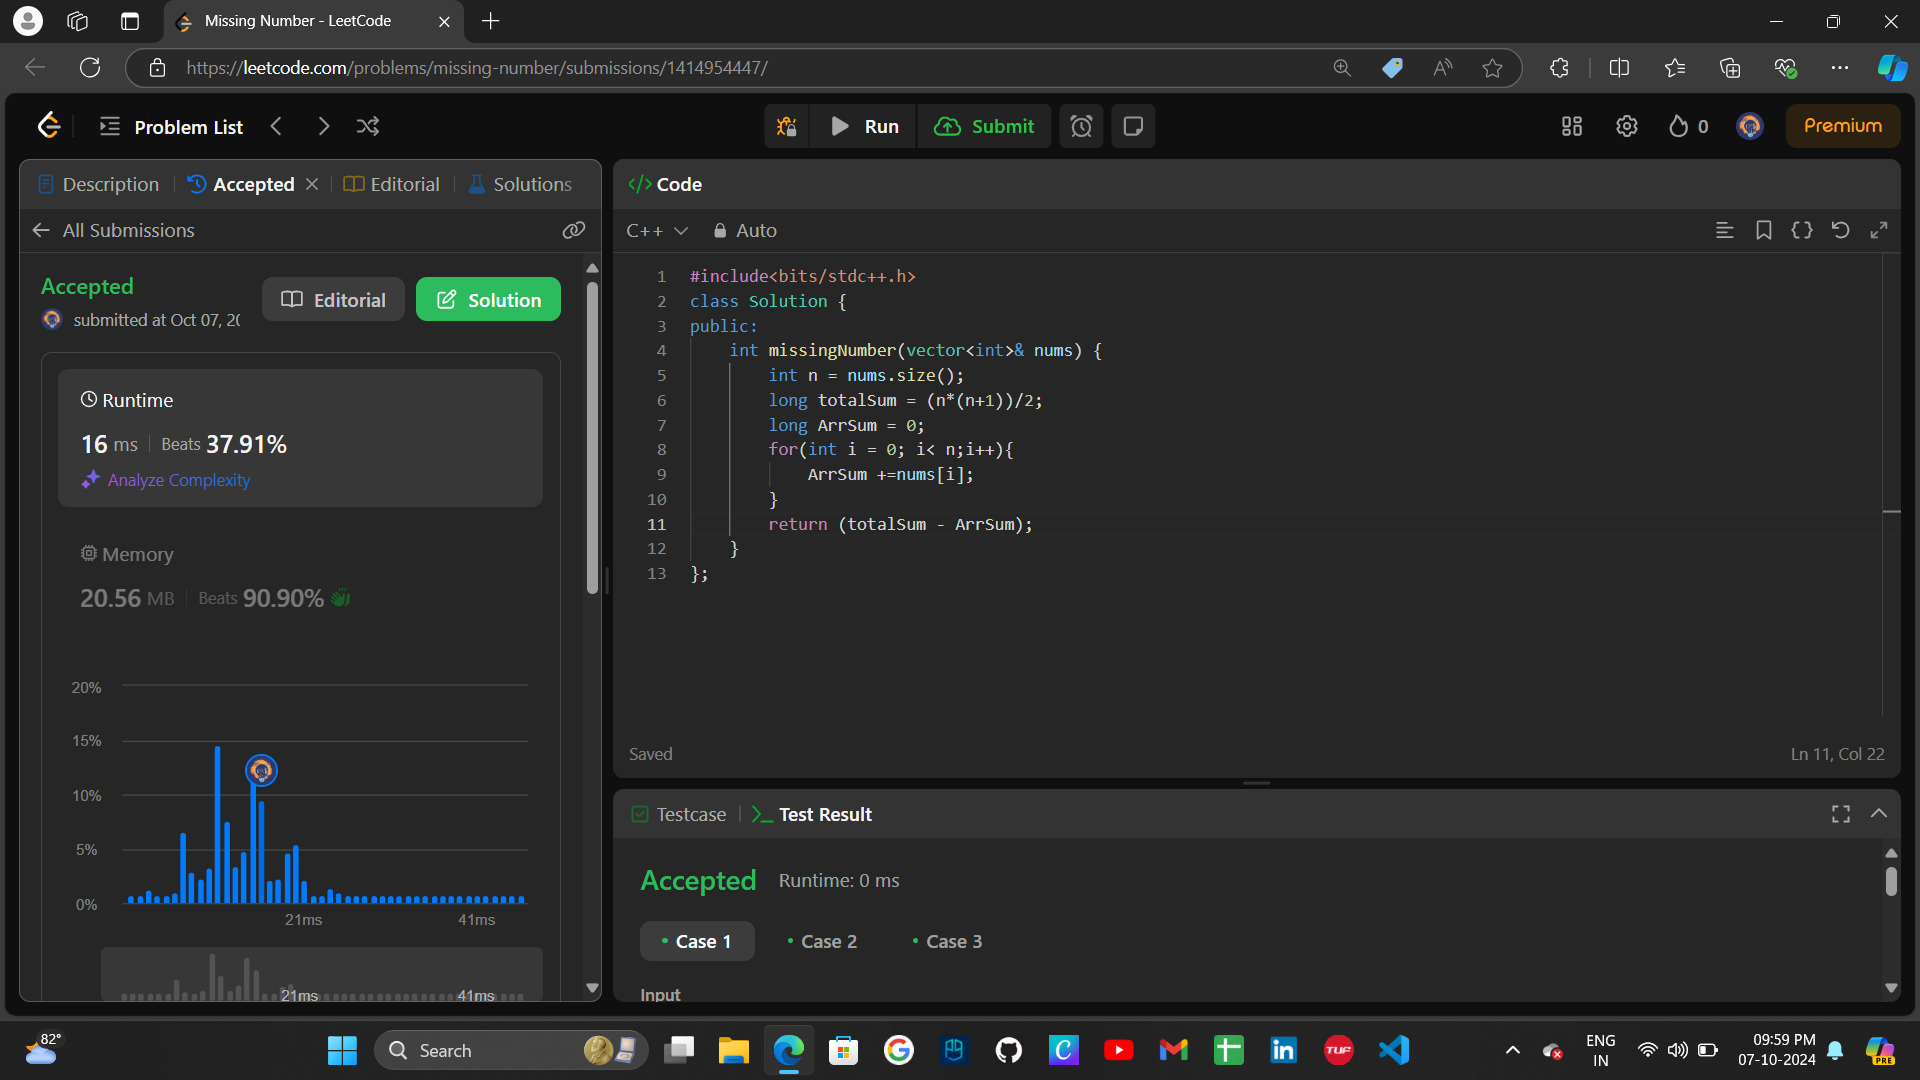 Missing Number - LeetCode
https://leetcode.com/problems/missing-number/submissions/1414954447/
Problem List
Run
Submit
0
Premium
Description
Accepted
Editorial
Solutions
All Submissions
Accepted
submitted at Oct 07, 20
Editorial
Solution
Runtime
16 ms
Beats 37.91%
Analyze Complexity
Memory
20.56 MB
Beats 90.90%
20%
15%
10%
5%
0%
21ms
41ms
21ms
41ms
</> Code
C++
Auto
1 #include<bits/stdc++.h>
2 class Solution {
3 public:
4 int missingNumber(vector<int>& nums) {
5 int n = nums.size();
6 long totalSum = (n*(n+1))/2;
7 long ArrSum = 0;
8 for(int i = 0; i< n;i++){
9 ArrSum +=nums[i];
10 }
11 return (totalSum - ArrSum);
12 }
13 };
Saved
Ln 11, Col 22
Testcase
Test Result
Accepted
Runtime: 0 ms
Case 1
Case 2
Case 3
Input
82°
Search
TUF
ENG
IN
09:59 PM
07-10-2024
PRE